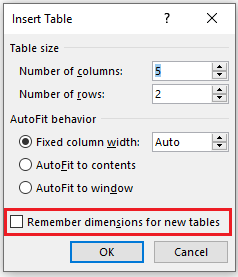 Insert Table
? ×
Table size
Number of columns: 5
Number of rows: 2
AutoFit behavior
Fixed column width: Auto
AutoFit to contents
AutoFit to window
Remember dimensions for new tables
OK Cancel